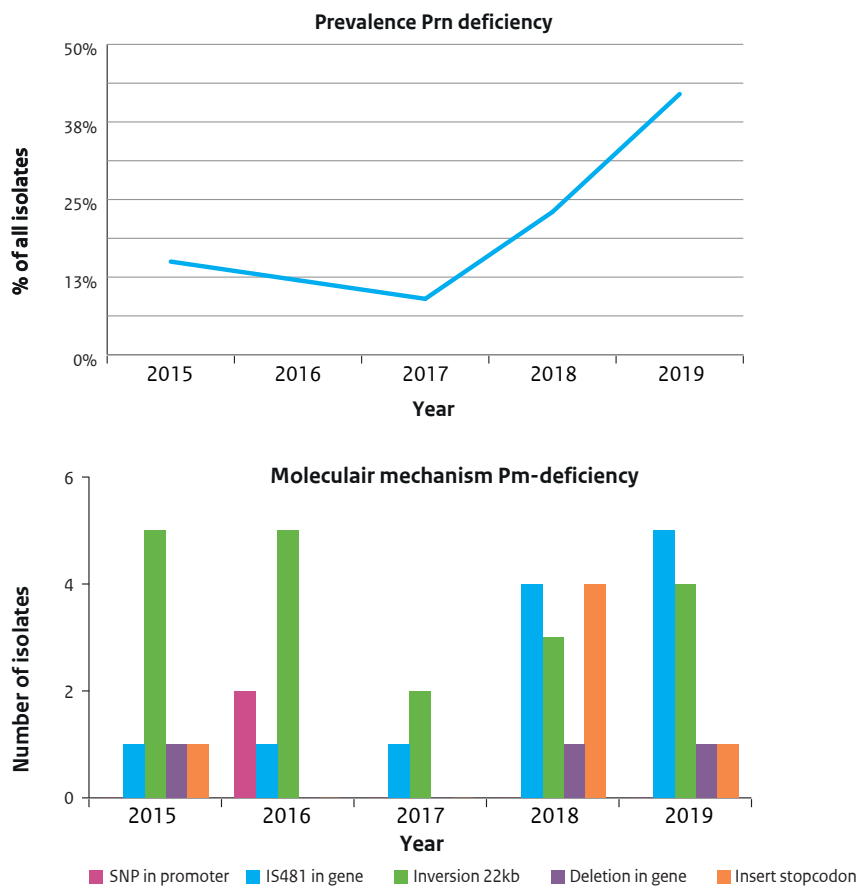 Prevalence Prn deficiency
50%
38%
25%
13%
0%
% of all isolates
2015 2016 2017 2018 2019
Year
Moleculair mechanism Pm-deficiency
6
4
2
0
Number of isolates
2015 2016 2017 2018 2019
Year
SNP in promoter IS481 in gene Inversion 22kb Deletion in gene Insert stopcodon